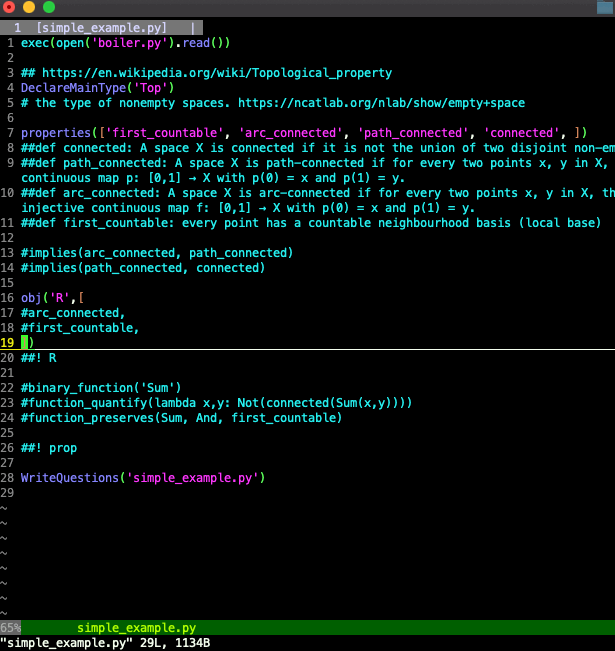 1 [simple_example.py] |
1 exec(open('boiler.py').read())
2
3 ## https://en.wikipedia.org/wiki/Topological_property
4 DeclareMainType('Top')
5 # the type of nonempty spaces. https://ncatlab.org/nlab/show/empty+space
6
7 properties(['first_countable', 'arc_connected', 'path_connected', 'connected', ])
8 ##def connected: A space X is connected if it is not the union of two disjoint non-em
9 ##def path_connected: A space X is path-connected if for every two points x, y in X,
continuous map p: [0,1] → X with p(0) = x and p(1) = y.
10 ##def arc_connected: A space X is arc-connected if for every two points x, y in X, th
injective continuous map f: [0,1] → X with p(0) = x and p(1) = y.
11 ##def first_countable: every point has a countable neighbourhood basis (local base)
12
13 #implies(arc_connected, path_connected)
14 #implies(path_connected, connected)
15
16 obj('R',[
17 #arc_connected,
18 #first_countable,
19 ])
20 ##! R
21
22 #binary_function('Sum')
23 #function_quantify(lambda x,y: Not(connected(Sum(x,y))))
24 #function_preserves(Sum, And, first_countable)
25
26 ##! prop
27
28 WriteQuestions('simple_example.py')
29
~
~
~
~
~
~
~
~
65% simple_example.py
"simple_example.py" 29L, 1134B